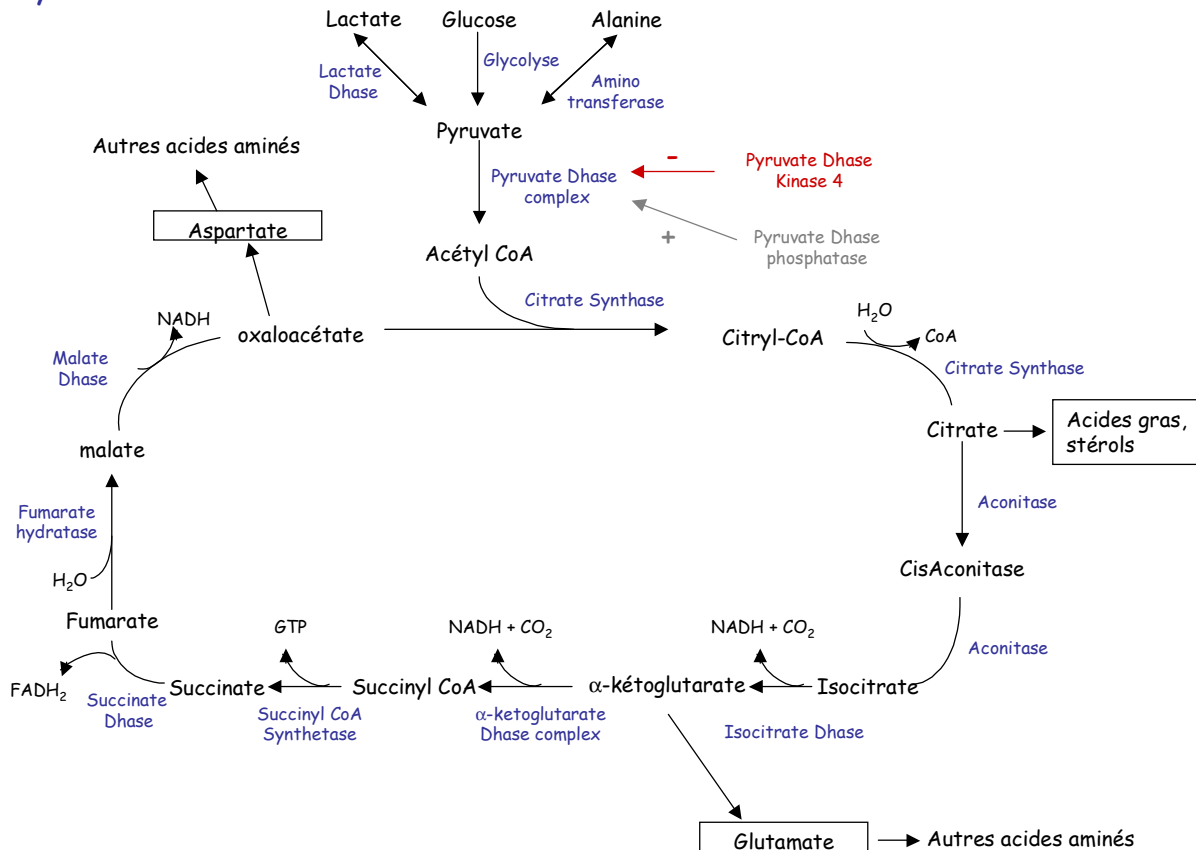 Lactate
Glucose
Alanine
Lactate
Dhase
Glycolyse
Amino
transferase
Pyruvate
Autres acides aminés
Pyruvate Dhase
complex
-
Pyruvate Dhase
Kinase 4
Aspartate
+
Pyruvate Dhase
phosphatase
Acétyl CoA
Citrate Synthase
NADH
oxaloacétate
Citryl-CoA
H₂O
CoA
Malate
Dhase
Citrate Synthase
malate
Citrate
Acides gras,
stérols
Fumarate
hydratase
Aconitase
H₂O
CisAconitase
Fumarate
GTP
NADH + CO₂
NADH + CO₂
Aconitase
FADH₂
Succinate
Succinyl CoA
α-kétoglutarate
Isocitrate
Succinate
Dhase
Succinyl CoA
Synthetase
α-ketoglutarate
Dhase complex
Isocitrate Dhase
Glutamate
Autres acides aminés